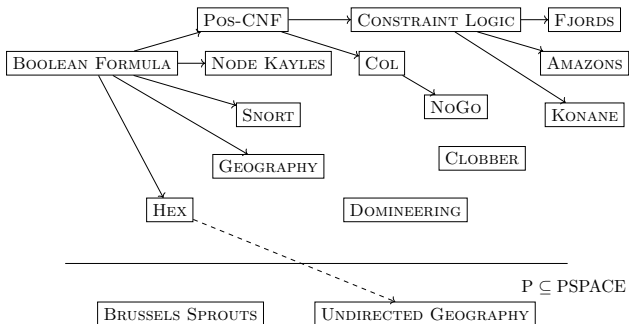 Pos-CNF
Constraint Logic
Fjords
Boolean Formula
Node Kayles
Col
Amazons
NoGo
Snort
Konane
Clobber
Geography
Hex
Domineering
P ⊆ PSPACE
Brussels Sprouts
Undirected Geography